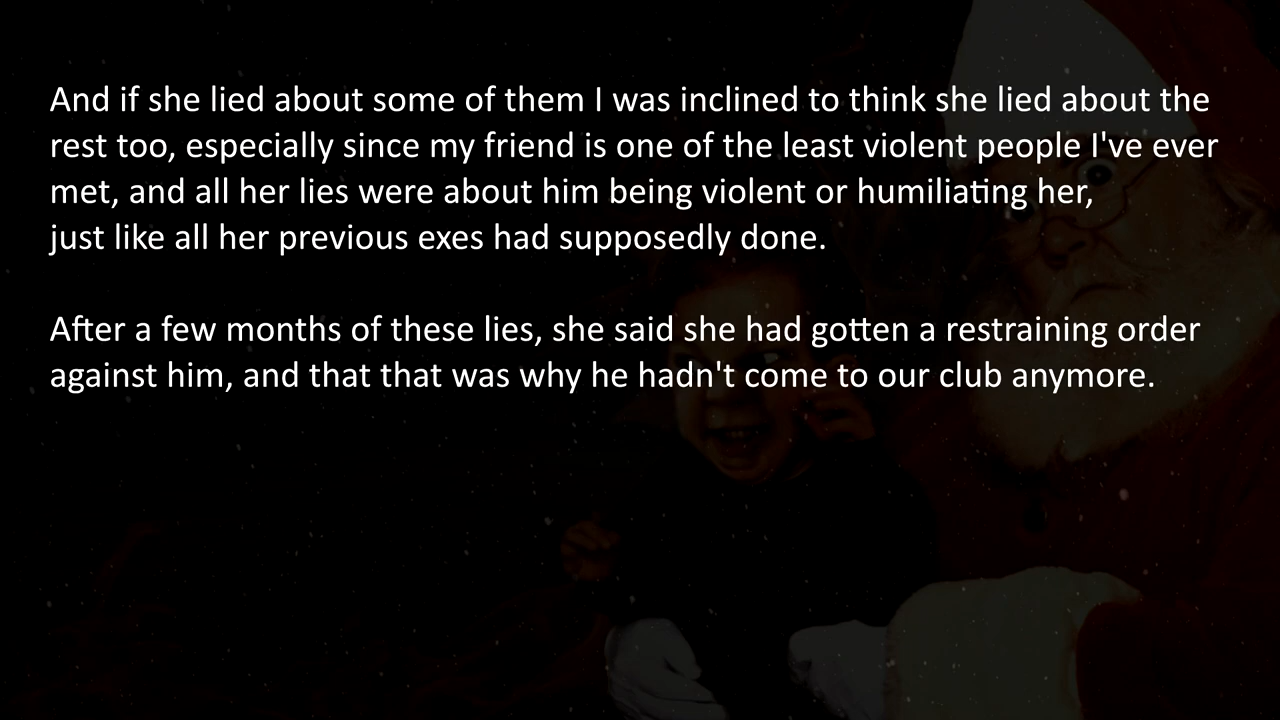 And if she lied about some of them I was inclined to think she lied about the
rest too, especially since my friend is one of the least violent people I've ever
met, and all her lies were about him being violent or humiliating her,
just like all her previous exes had supposedly done.
After a few months of these lies, she said she had gotten a restraining order
against him, and that that was why he hadn't come to our club anymore.